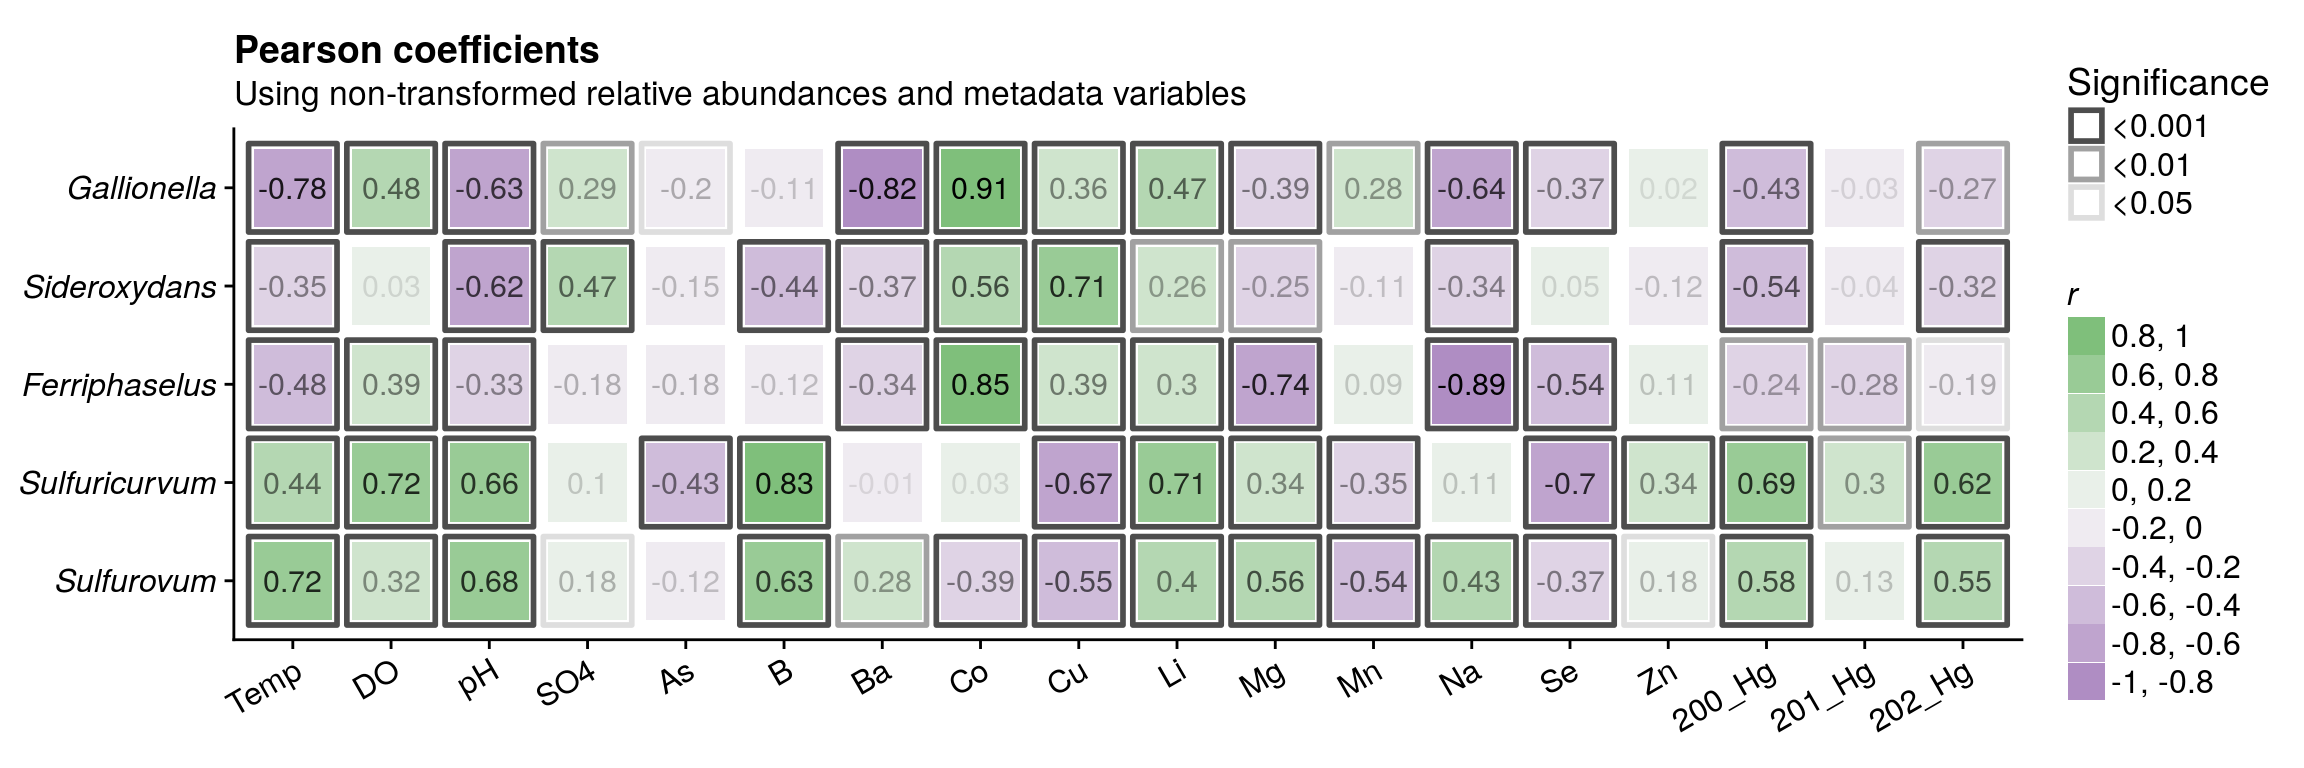 Pearson coefficients
Using non-transformed relative abundances and metadata variables
Gallionella -0.78 0.48 -0.63 0.29 -0.2 -0.11 -0.82 0.91 0.36 0.47 -0.39 0.28 -0.64 -0.37 0.02 -0.43 -0.03 -0.27
Sideroxydans -0.35 0.03 -0.62 0.47 -0.15 -0.44 -0.37 0.56 0.71 0.26 -0.25 -0.11 -0.34 0.05 -0.12 -0.54 -0.04 -0.32
Ferriphaselus -0.48 0.39 -0.33 -0.18 -0.18 -0.12 -0.34 0.85 0.39 0.3 -0.74 0.09 -0.89 -0.54 0.11 -0.24 -0.28 -0.19
Sulfuricurvum 0.44 0.72 0.66 0.1 -0.43 0.83 -0.01 0.03 -0.67 0.71 0.34 -0.35 0.11 -0.7 0.34 0.69 0.3 0.62
Sulfurovum 0.72 0.32 0.68 0.18 -0.12 0.63 0.28 -0.39 -0.55 0.4 0.56 -0.54 0.43 -0.37 0.18 0.58 0.13 0.55
Temp DO pH SO4 As B Ba Co Cu Li Mg Mn Na Se Zn 200_Hg 201_Hg 202_Hg
Significance
<0.001
<0.01
<0.05
r
0.8, 1
0.6, 0.8
0.4, 0.6
0.2, 0.4
0, 0.2
-0.2, 0
-0.4, -0.2
-0.6, -0.4
-0.8, -0.6
-1, -0.8